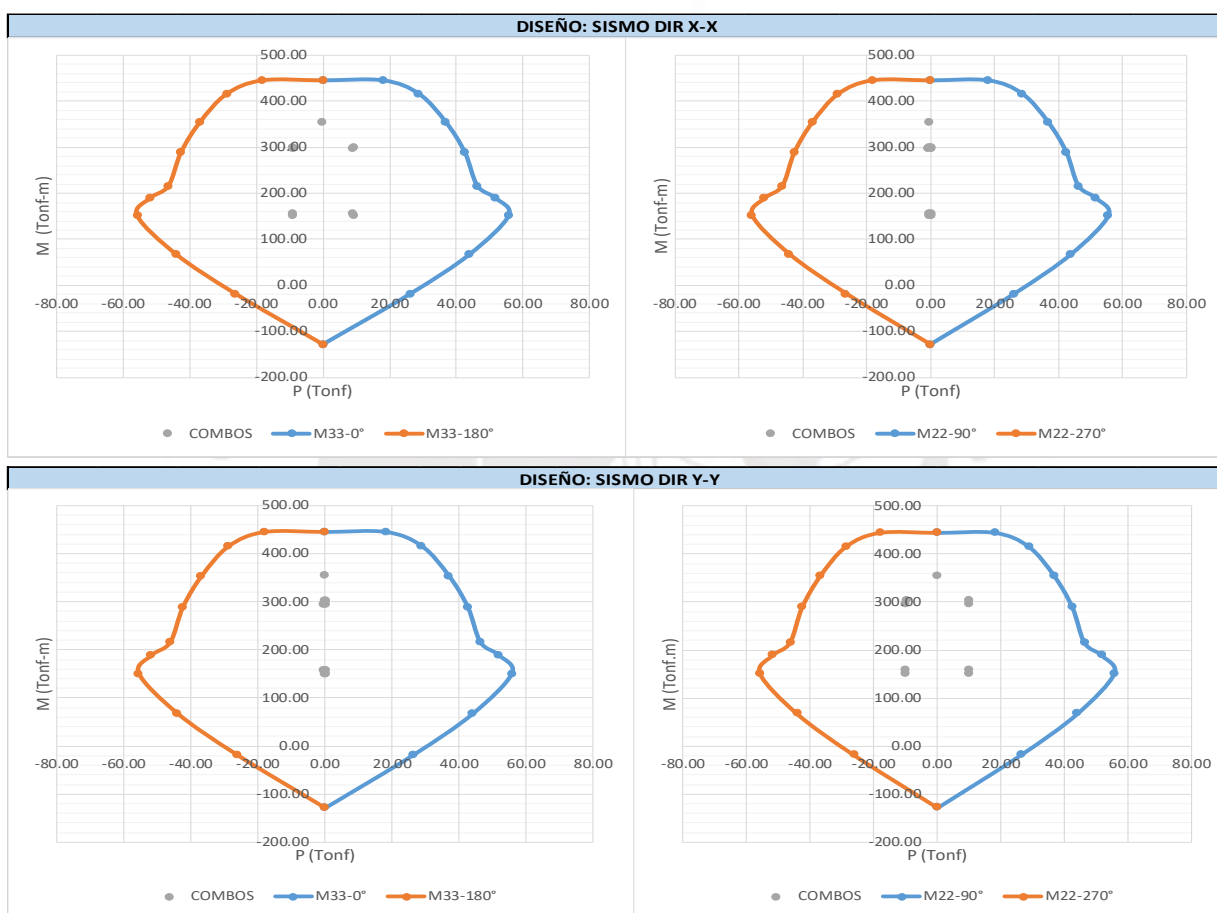 DISEÑO: SISMO DIR X-X
500.00
400.00
300.00
200.00
100.00
0.00
-80.00 -60.00 -40.00 -20.00 0.00 20.00 40.00 60.00 80.00
-100.00
-200.00
M (Tonf-m)
P (Tonf)
COMBOS M33-0° M33-180°
500.00
400.00
300.00
200.00
100.00
0.00
-80.00 -60.00 -40.00 -20.00 0.00 20.00 40.00 60.00 80.00
-100.00
-200.00
M (Tonf-m)
P (Tonf)
COMBOS M22-90° M22-270°
DISEÑO: SISMO DIR Y-Y
500.00
400.00
300.00
200.00
100.00
0.00
-80.00 -60.00 -40.00 -20.00 0.00 20.00 40.00 60.00 80.00
-100.00
-200.00
M (Tonf-m)
P (Tonf)
COMBOS M33-0° M33-180°
500.00
400.00
300.00
200.00
100.00
0.00
-80.00 -60.00 -40.00 -20.00 0.00 20.00 40.00 60.00 80.00
-100.00
-200.00
M (Tonf-m)
P (Tonf)
COMBOS M22-90° M22-270°